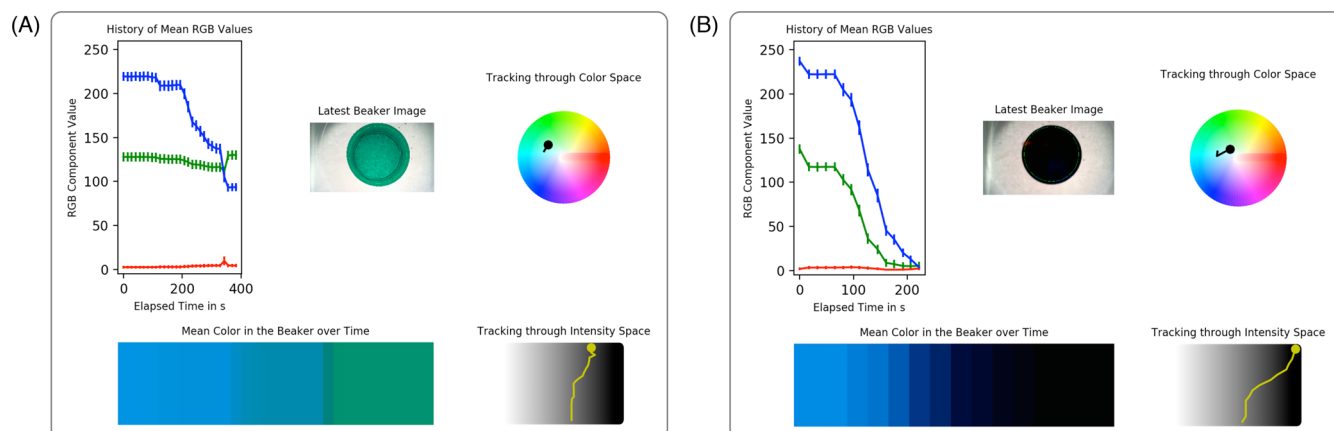 (A)
History of Mean RGB Values
250
200
150
100
50
0
RGB Component Value
0
200
400
Elapsed Time in s
Latest Beaker Image
Tracking through Color Space
Mean Color in the Beaker over Time
Tracking through Intensity Space
(B)
History of Mean RGB Values
250
200
150
100
50
0
RGB Component Value
0
100
200
Elapsed Time in s
Latest Beaker Image
Tracking through Color Space
Mean Color in the Beaker over Time
Tracking through Intensity Space